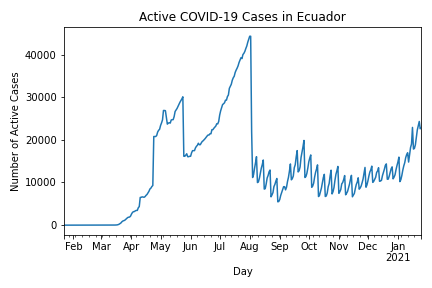 Active COVID-19 Cases in Ecuador
Number of Active Cases
40000
30000
20000
10000
0
Feb Mar Apr May Jun Jul Aug Sep Oct Nov Dec Jan
2021
Day